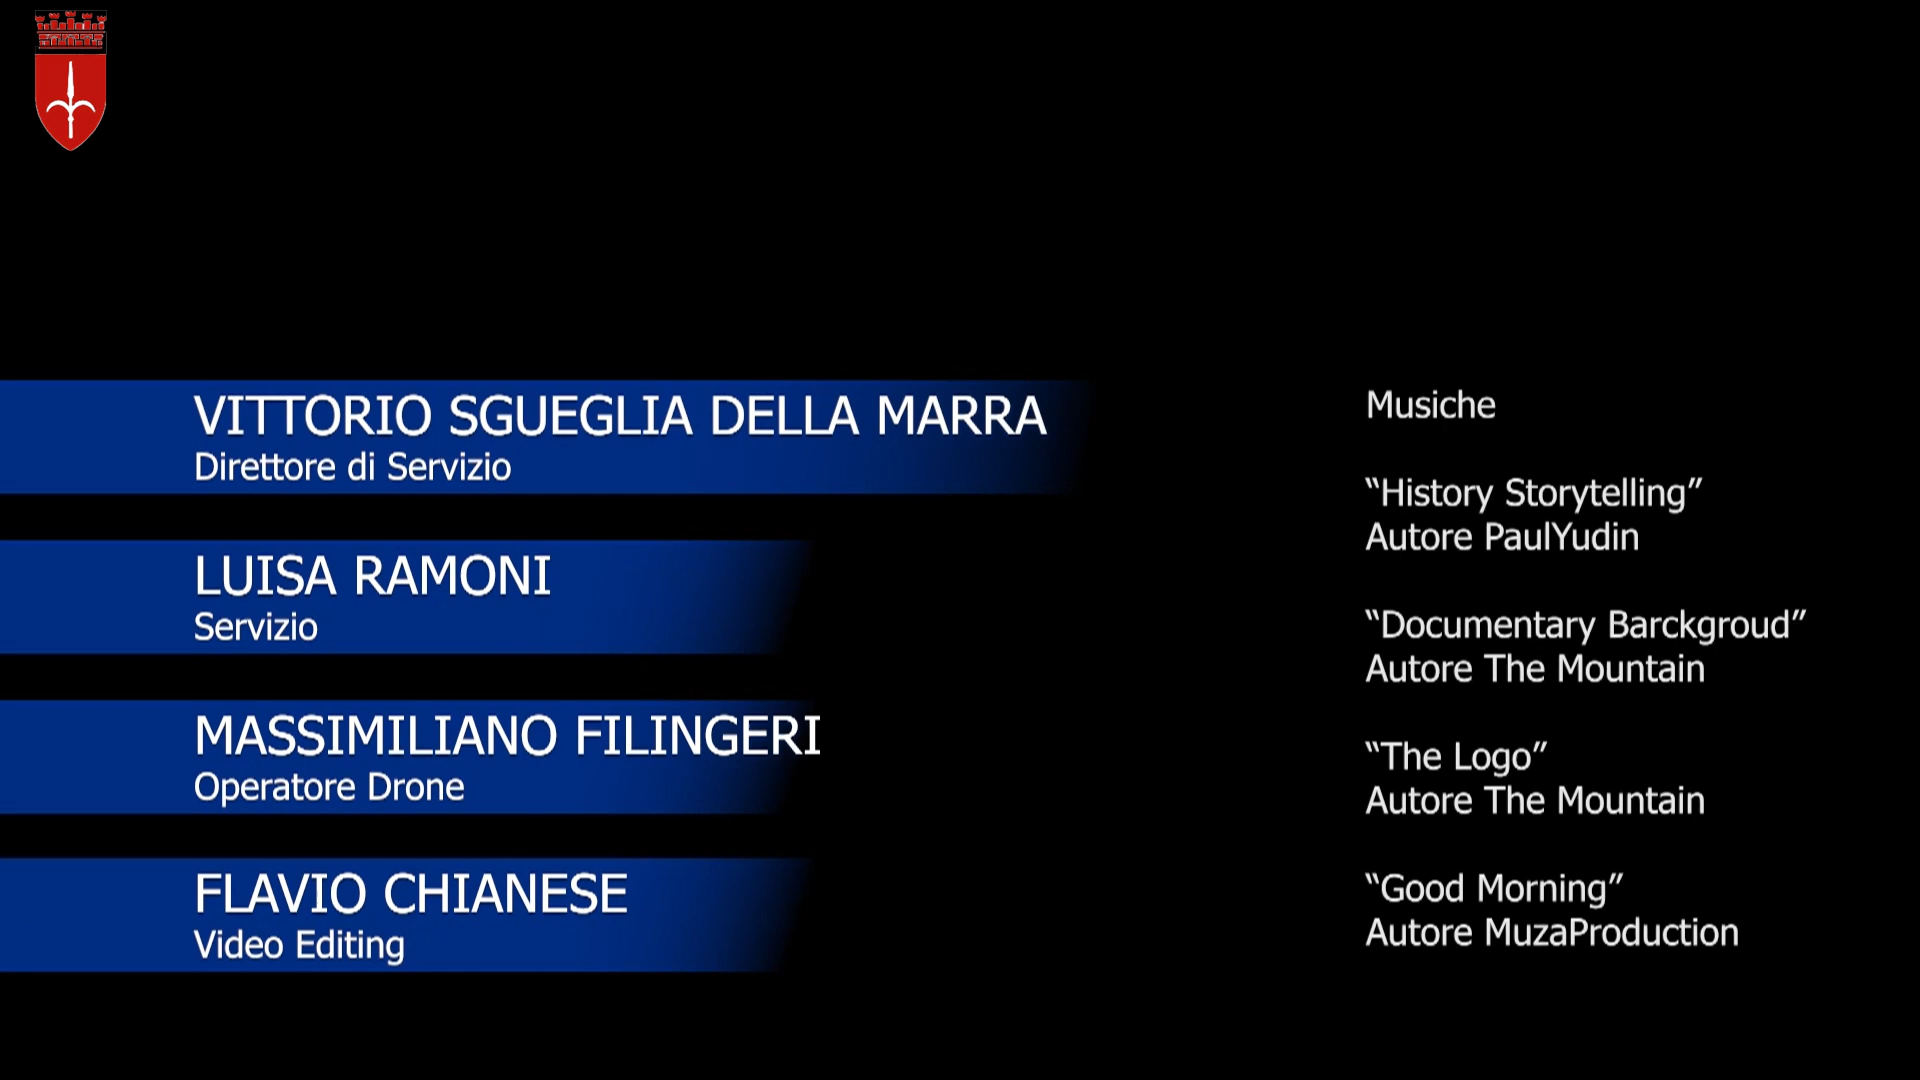 VITTORIO SGUEGLIA DELLA MARRA
Direttore di Servizio
LUISA RAMONI
Servizio
MASSIMILIANO FILINGERI
Operatore Drone
FLAVIO CHIANESE
Video Editing
Musiche
“History Storytelling”
Autore PaulYudin
“Documentary Barckgroud”
Autore The Mountain
“The Logo”
Autore The Mountain
“Good Morning”
Autore MuzaProduction